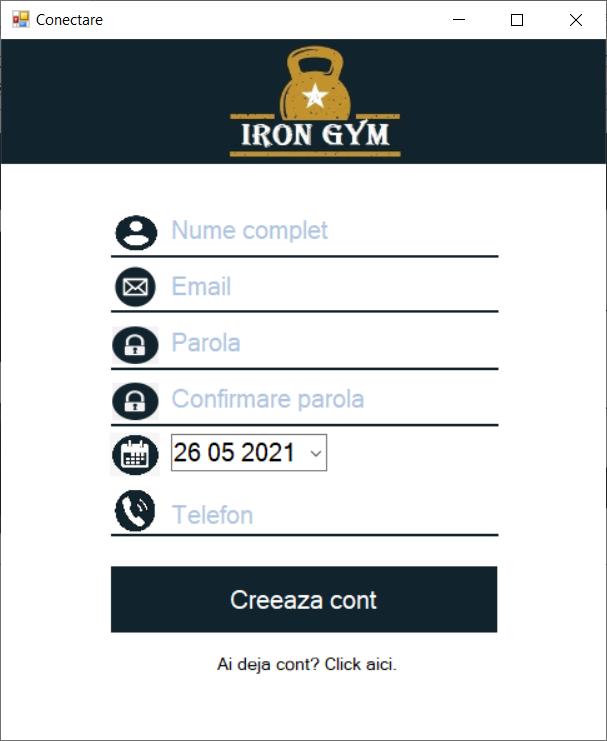 Conectare
IRON GYM
Nume complet
Email
Parola
Confirmare parola
26 05 2021
Telefon
Creeaza cont
Ai deja cont? Click aici.